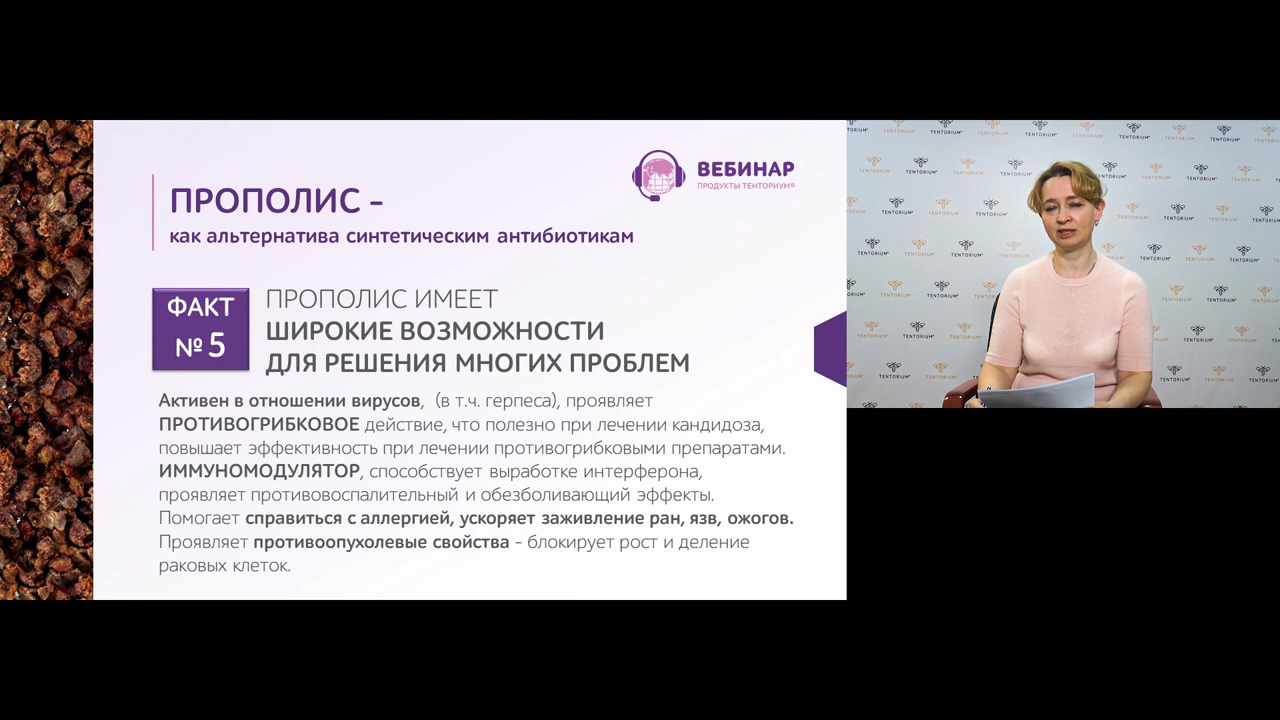 ВЕБИНАР
ПРОДУКТЫ ТЕНТОРИУМ®
ПРОПОЛИС –
как альтернатива синтетическим антибиотикам
ФАКТ
№ 5
ПРОПОЛИС ИМЕЕТ
ШИРОКИЕ ВОЗМОЖНОСТИ
ДЛЯ РЕШЕНИЯ МНОГИХ ПРОБЛЕМ
Активен в отношении вирусов, (в т.ч. герпеса), проявляет
ПРОТИВОГРИБКОВОЕ действие, что полезно при лечении кандидоза,
повышает эффективность при лечении противогрибковыми препаратами.
ИММУНОМОДУЛЯТОР, способствует выработке интерферона,
проявляет противовоспалительный и обезболивающий эффекты.
Помогает справиться с аллергией, ускоряет заживление ран, язв, ожогов.
Проявляет противоопухолевые свойства – блокирует рост и деление
раковых клеток.
TENTORIUM®